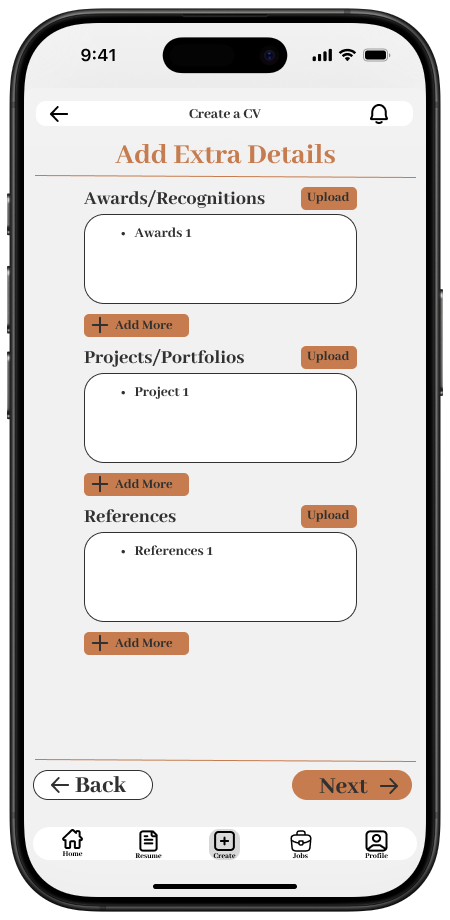 9:41
Create a CV
Add Extra Details
Awards/Recognitions Upload
• Awards 1
+ Add More
Projects/Portfolios Upload
• Project 1
+ Add More
References Upload
• References 1
+ Add More
Back Next
Home Resume Create Jobs Profile